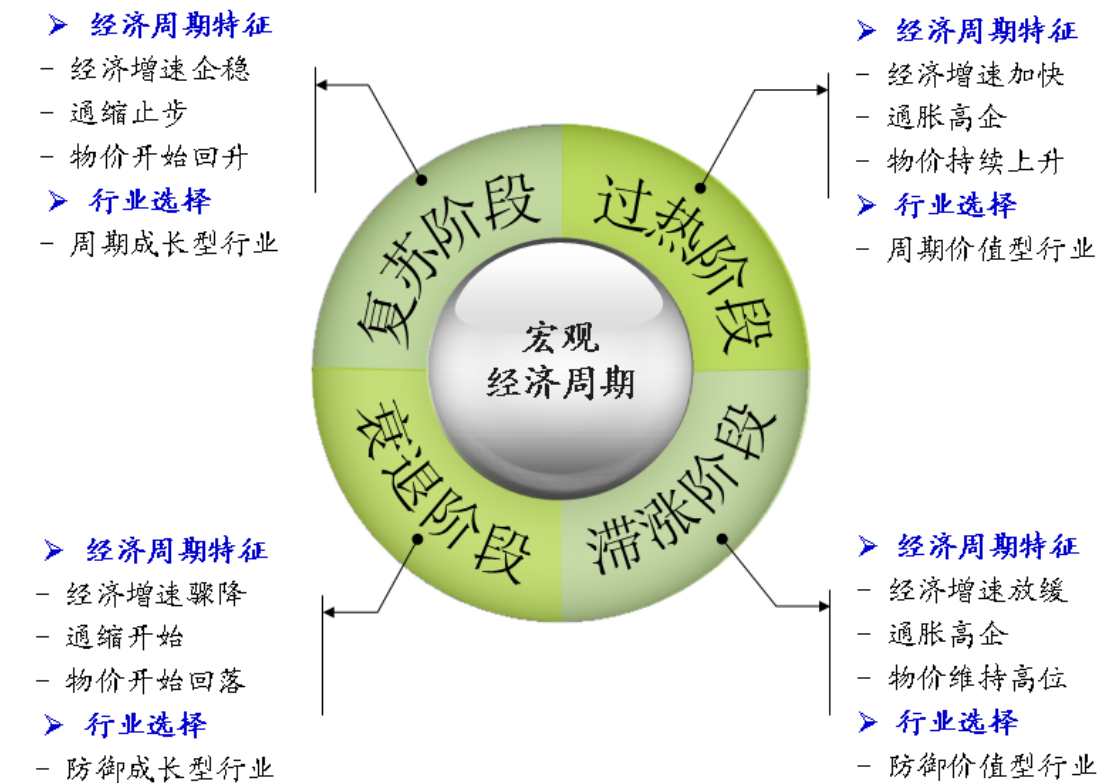 ➢ 经济周期特征
- 经济增速企稳
- 通缩止步
- 物价开始回升
➢ 行业选择
- 周期成长型行业
➢ 经济周期特征
- 经济增速加快
- 通胀高企
- 物价持续上升
➢ 行业选择
- 周期价值型行业
复苏阶段
过热阶段
宏观
经济周期
衰退阶段
滞涨阶段
➢ 经济周期特征
- 经济增速骤降
- 通缩开始
- 物价开始回落
➢ 行业选择
- 防御成长型行业
➢ 经济周期特征
- 经济增速放缓
- 通胀高企
- 物价维持高位
➢ 行业选择
- 防御价值型行业